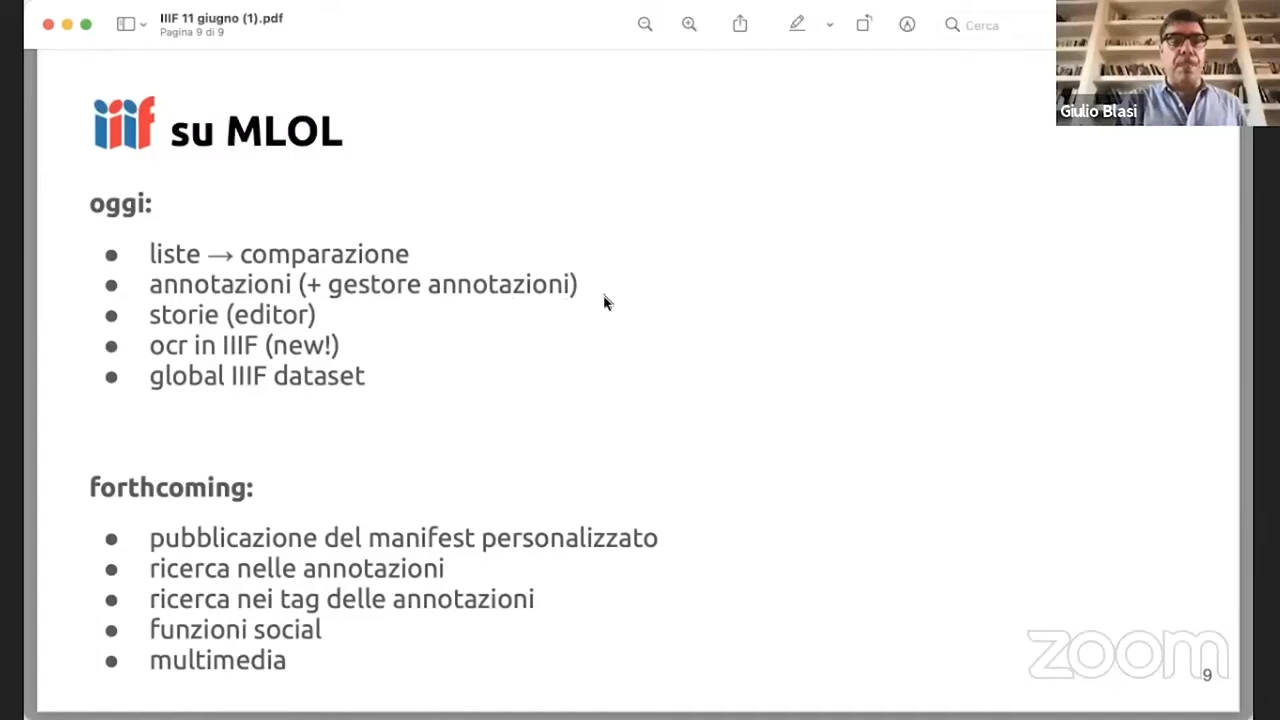 IIIF 11 giugno (1).pdf
Pagina 9 di 9
Cerca
Giulio Blasi
iiif su MLOL
oggi:
● liste → comparazione
● annotazioni (+ gestore annotazioni)
● storie (editor)
● ocr in IIIF (new!)
● global IIIF dataset
forthcoming:
● pubblicazione del manifest personalizzato
● ricerca nelle annotazioni
● ricerca nei tag delle annotazioni
● funzioni social
● multimedia
zoom
9